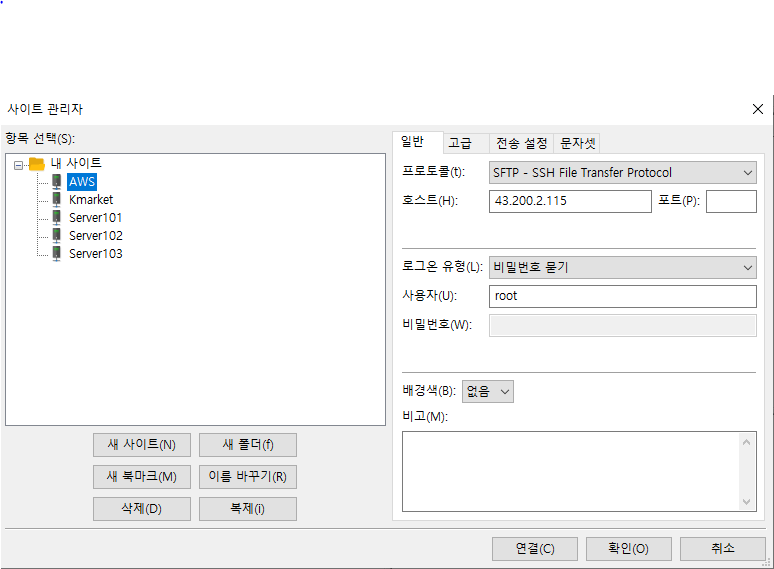 사이트 관리자
항목 선택(S):
내 사이트
AWS
Kmarket
Server101
Server102
Server103
새 사이트(N) 새 폴더(f)
새 북마크(M) 이름 바꾸기(R)
삭제(D) 복제(i)
일반 고급 전송 설정 문자셋
프로토콜(t): SFTP - SSH File Transfer Protocol
호스트(H): 43.200.2.115 포트(P):
로그온 유형(L): 비밀번호 묻기
사용자(U): root
비밀번호(W):
배경색(B): 없음
비고(M):
연결(C) 확인(O) 취소